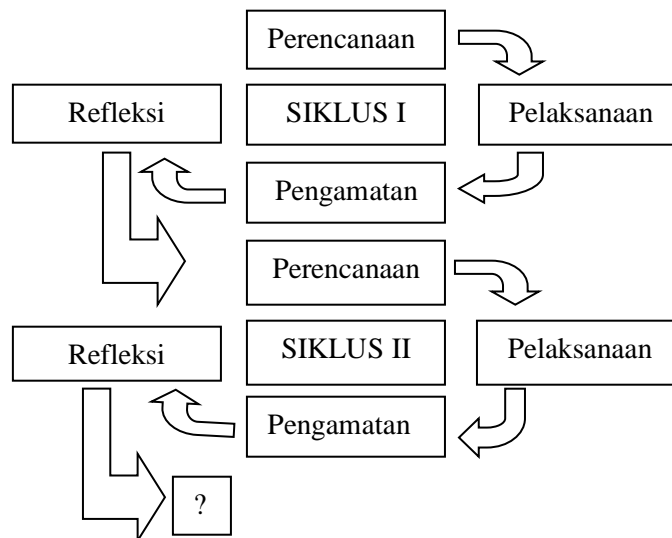 Perencanaan
Refleksi
SIKLUS I
Pelaksanaan
Pengamatan
Perencanaan
Refleksi
SIKLUS II
Pelaksanaan
Pengamatan
?